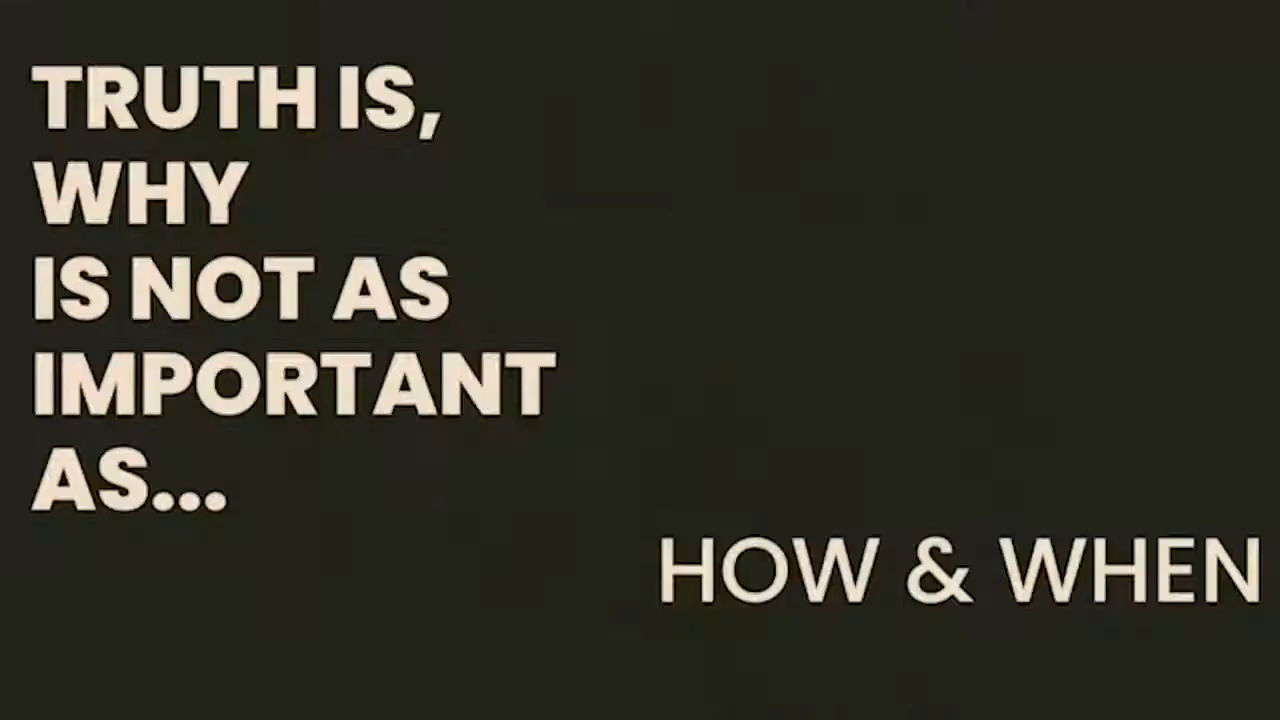 TRUTH IS,
WHY
IS NOT AS
IMPORTANT
AS...
HOW & WHEN